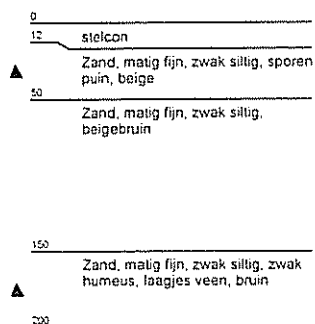 0
12 stelcon
Zand, matig fijn, zwak siltig, sporen
puin, beige
50
Zand, matig fijn, zwak siltig,
beigebruin
150
Zand, matig fijn, zwak siltig, zwak
humeus, laagjes veen, bruin
200